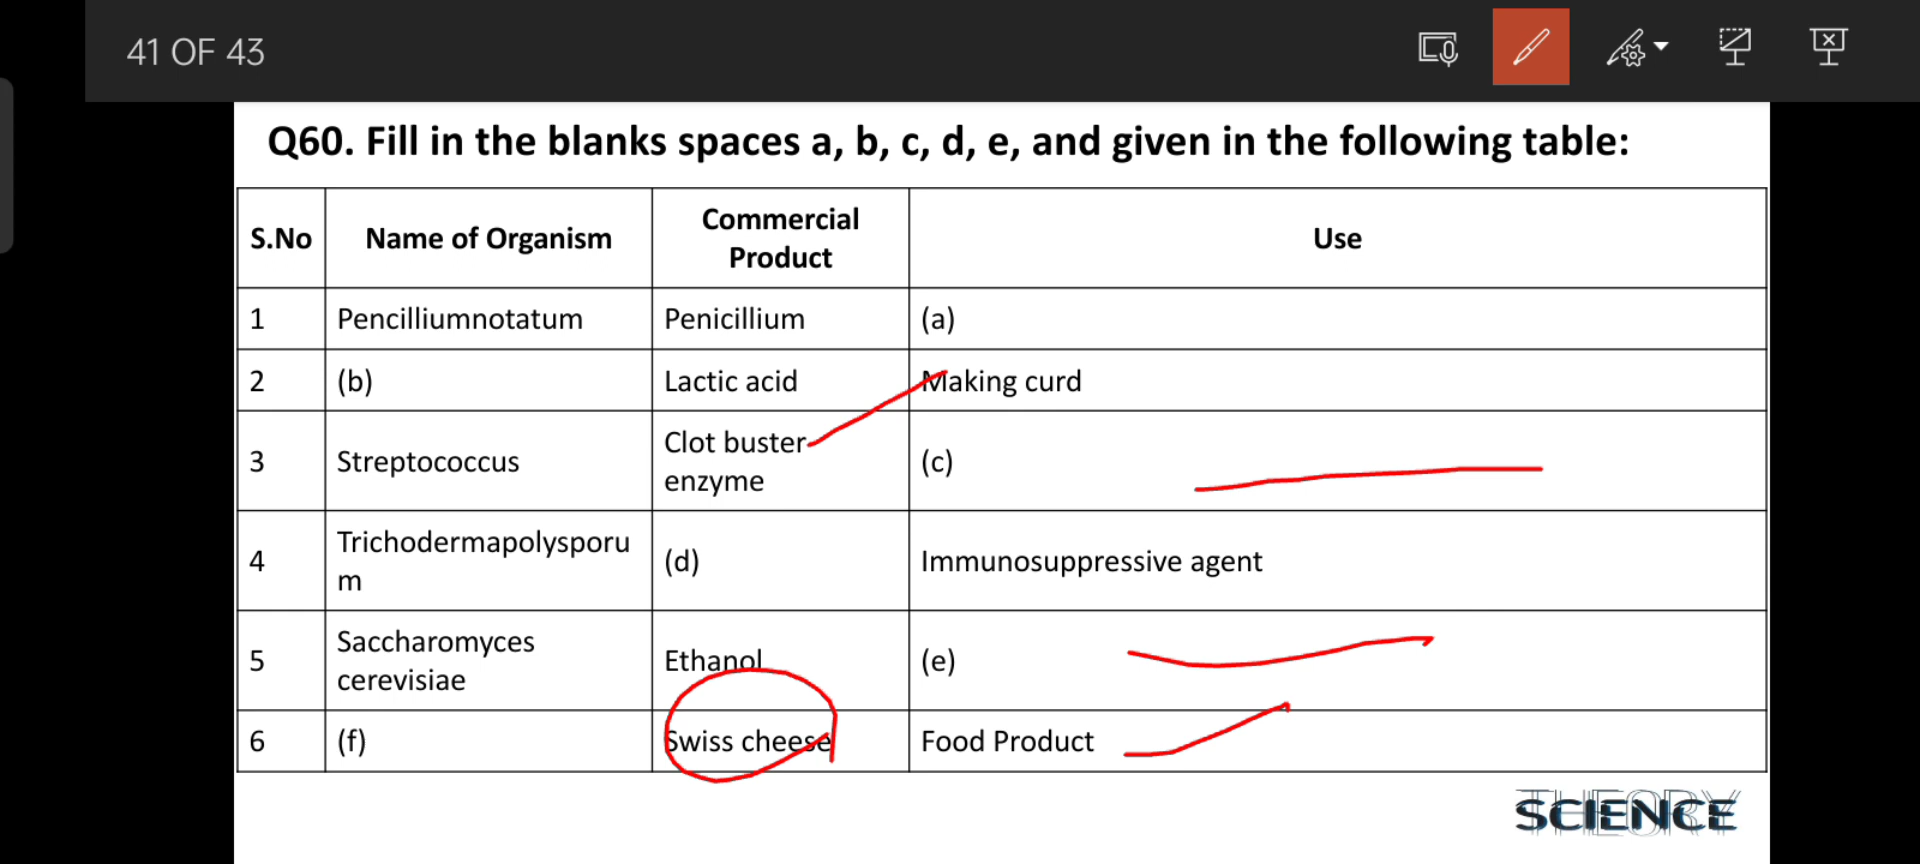 41 OF 43
Q60. Fill in the blanks spaces a, b, c, d, e, and given in the following table:
S.No
Name of Organism
Commercial
Product
Use
1
Pencilliumnotatum
Penicillium
(a)
2
(b)
Lactic acid
Making curd
3
Streptococcus
Clot buster
enzyme
(c)
4
Trichodermapolysporu
m
(d)
Immunosuppressive agent
5
Saccharomyces
cerevisiae
Ethanol
(e)
6
(f)
Swiss cheese
Food Product
THEORY
SCIENCE